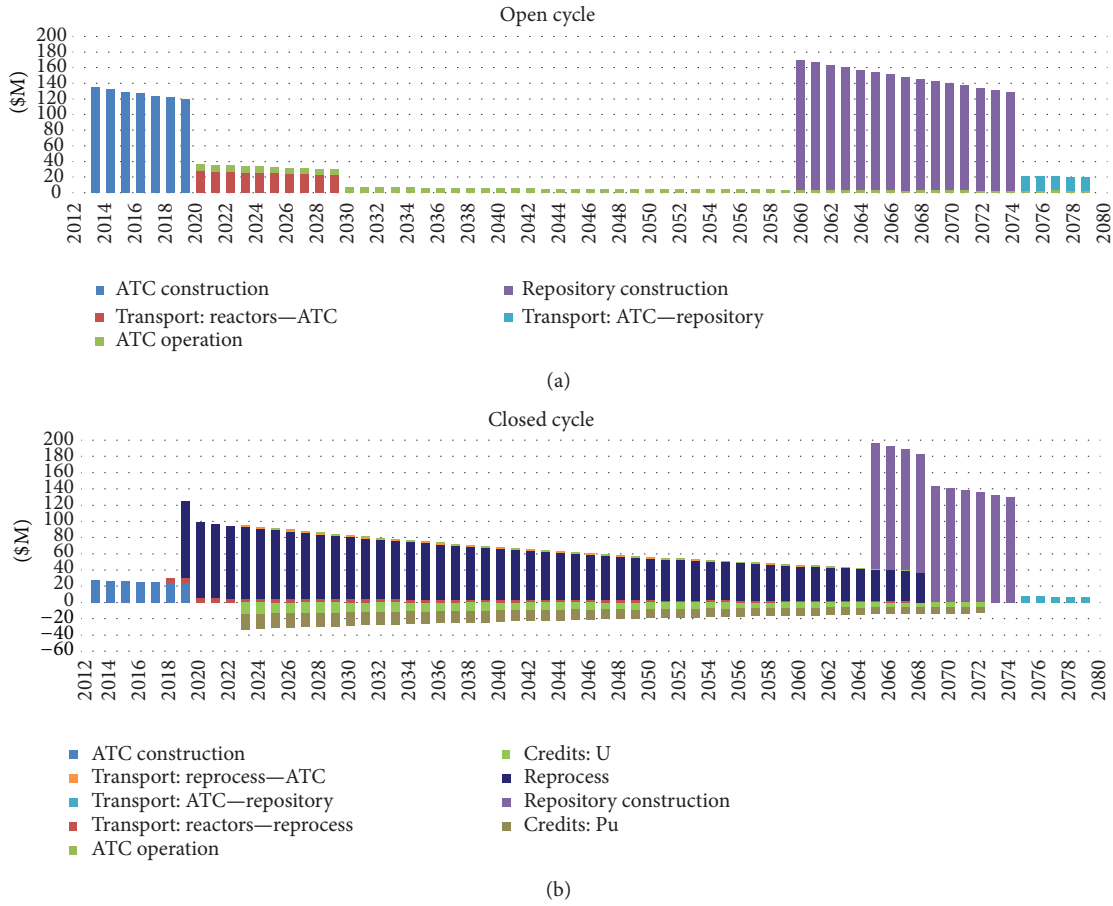 Open cycle
($M)
200
180
160
140
120
100
80
60
40
20
0
2012 2014 2016 2018 2020 2022 2024 2026 2028 2030 2032 2034 2036 2038 2040 2042 2044 2046 2048 2050 2052 2054 2056 2058 2060 2062 2064 2066 2068 2070 2072 2074 2076 2078 2080
ATC construction
Transport: reactors—ATC
ATC operation
Repository construction
Transport: ATC—repository
(a)
Closed cycle
($M)
200
180
160
140
120
100
80
60
40
20
0
−20
−40
−60
2012 2014 2016 2018 2020 2022 2024 2026 2028 2030 2032 2034 2036 2038 2040 2042 2044 2046 2048 2050 2052 2054 2056 2058 2060 2062 2064 2066 2068 2070 2072 2074 2076 2078 2080
ATC construction
Transport: reprocess—ATC
Transport: ATC—repository
Transport: reactors—reprocess
ATC operation
Credits: U
Reprocess
Repository construction
Credits: Pu
(b)